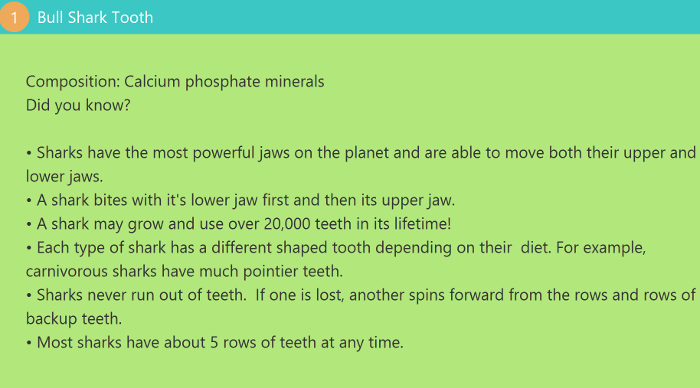 1 Bull Shark Tooth
Composition: Calcium phosphate minerals
Did you know?
• Sharks have the most powerful jaws on the planet and are able to move both their upper and
lower jaws.
• A shark bites with it's lower jaw first and then its upper jaw.
• A shark may grow and use over 20,000 teeth in its lifetime!
• Each type of shark has a different shaped tooth depending on their  diet. For example,
carnivorous sharks have much pointier teeth.
• Sharks never run out of teeth.  If one is lost, another spins forward from the rows and rows of
backup teeth.
• Most sharks have about 5 rows of teeth at any time.